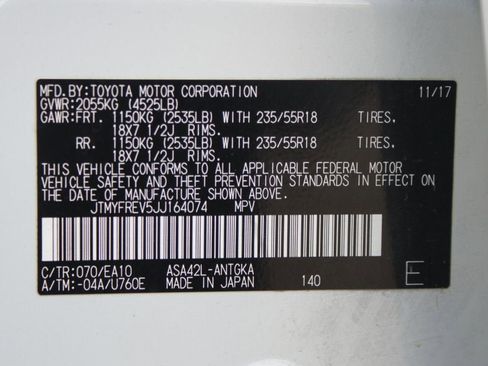 MFD.BY:TOYOTA MOTOR CORPORATION 11/17
GVWR:2055KG (4525LB)
GAWR:FRT. 1150KG (2535LB) WITH 235/55R18 TIRES,
18X7 1/2J RIMS.
RR. 1150KG (2535LB) WITH 235/55R18 TIRES,
18X7 1/2J RIMS.
THIS VEHICLE CONFORMS TO ALL APPLICABLE FEDERAL MOTOR
VEHICLE SAFETY AND THEFT PREVENTION STANDARDS IN EFFECT ON
THE DATE OF MANUFACTURE SHOWN ABOVE.
JTMYFREV5JJ164074 MPV
C/TR:070/EA10 ASA42L-ANTGKA
A/TM:-04A/U760E MADE IN JAPAN 140 E